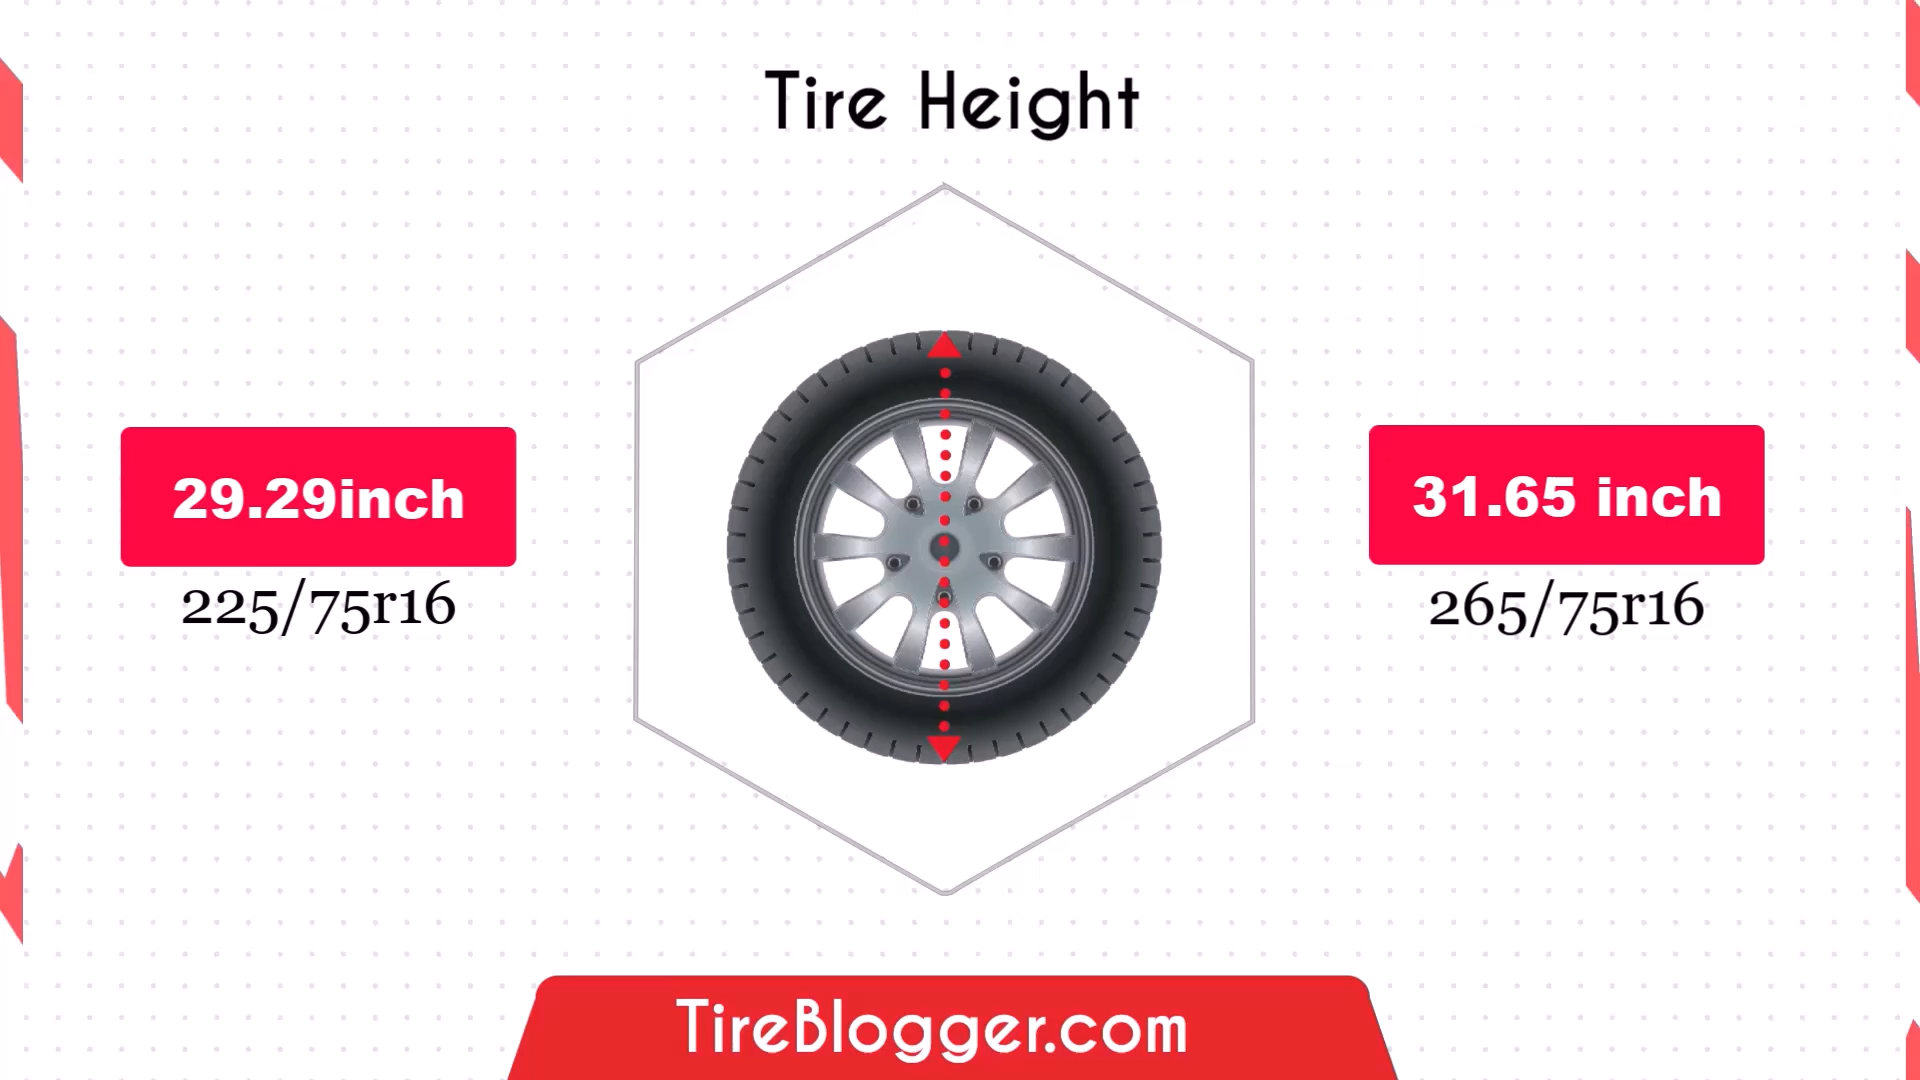 Tire Height
29.29inch
225/75r16
31.65 inch
265/75r16
TireBlogger.com